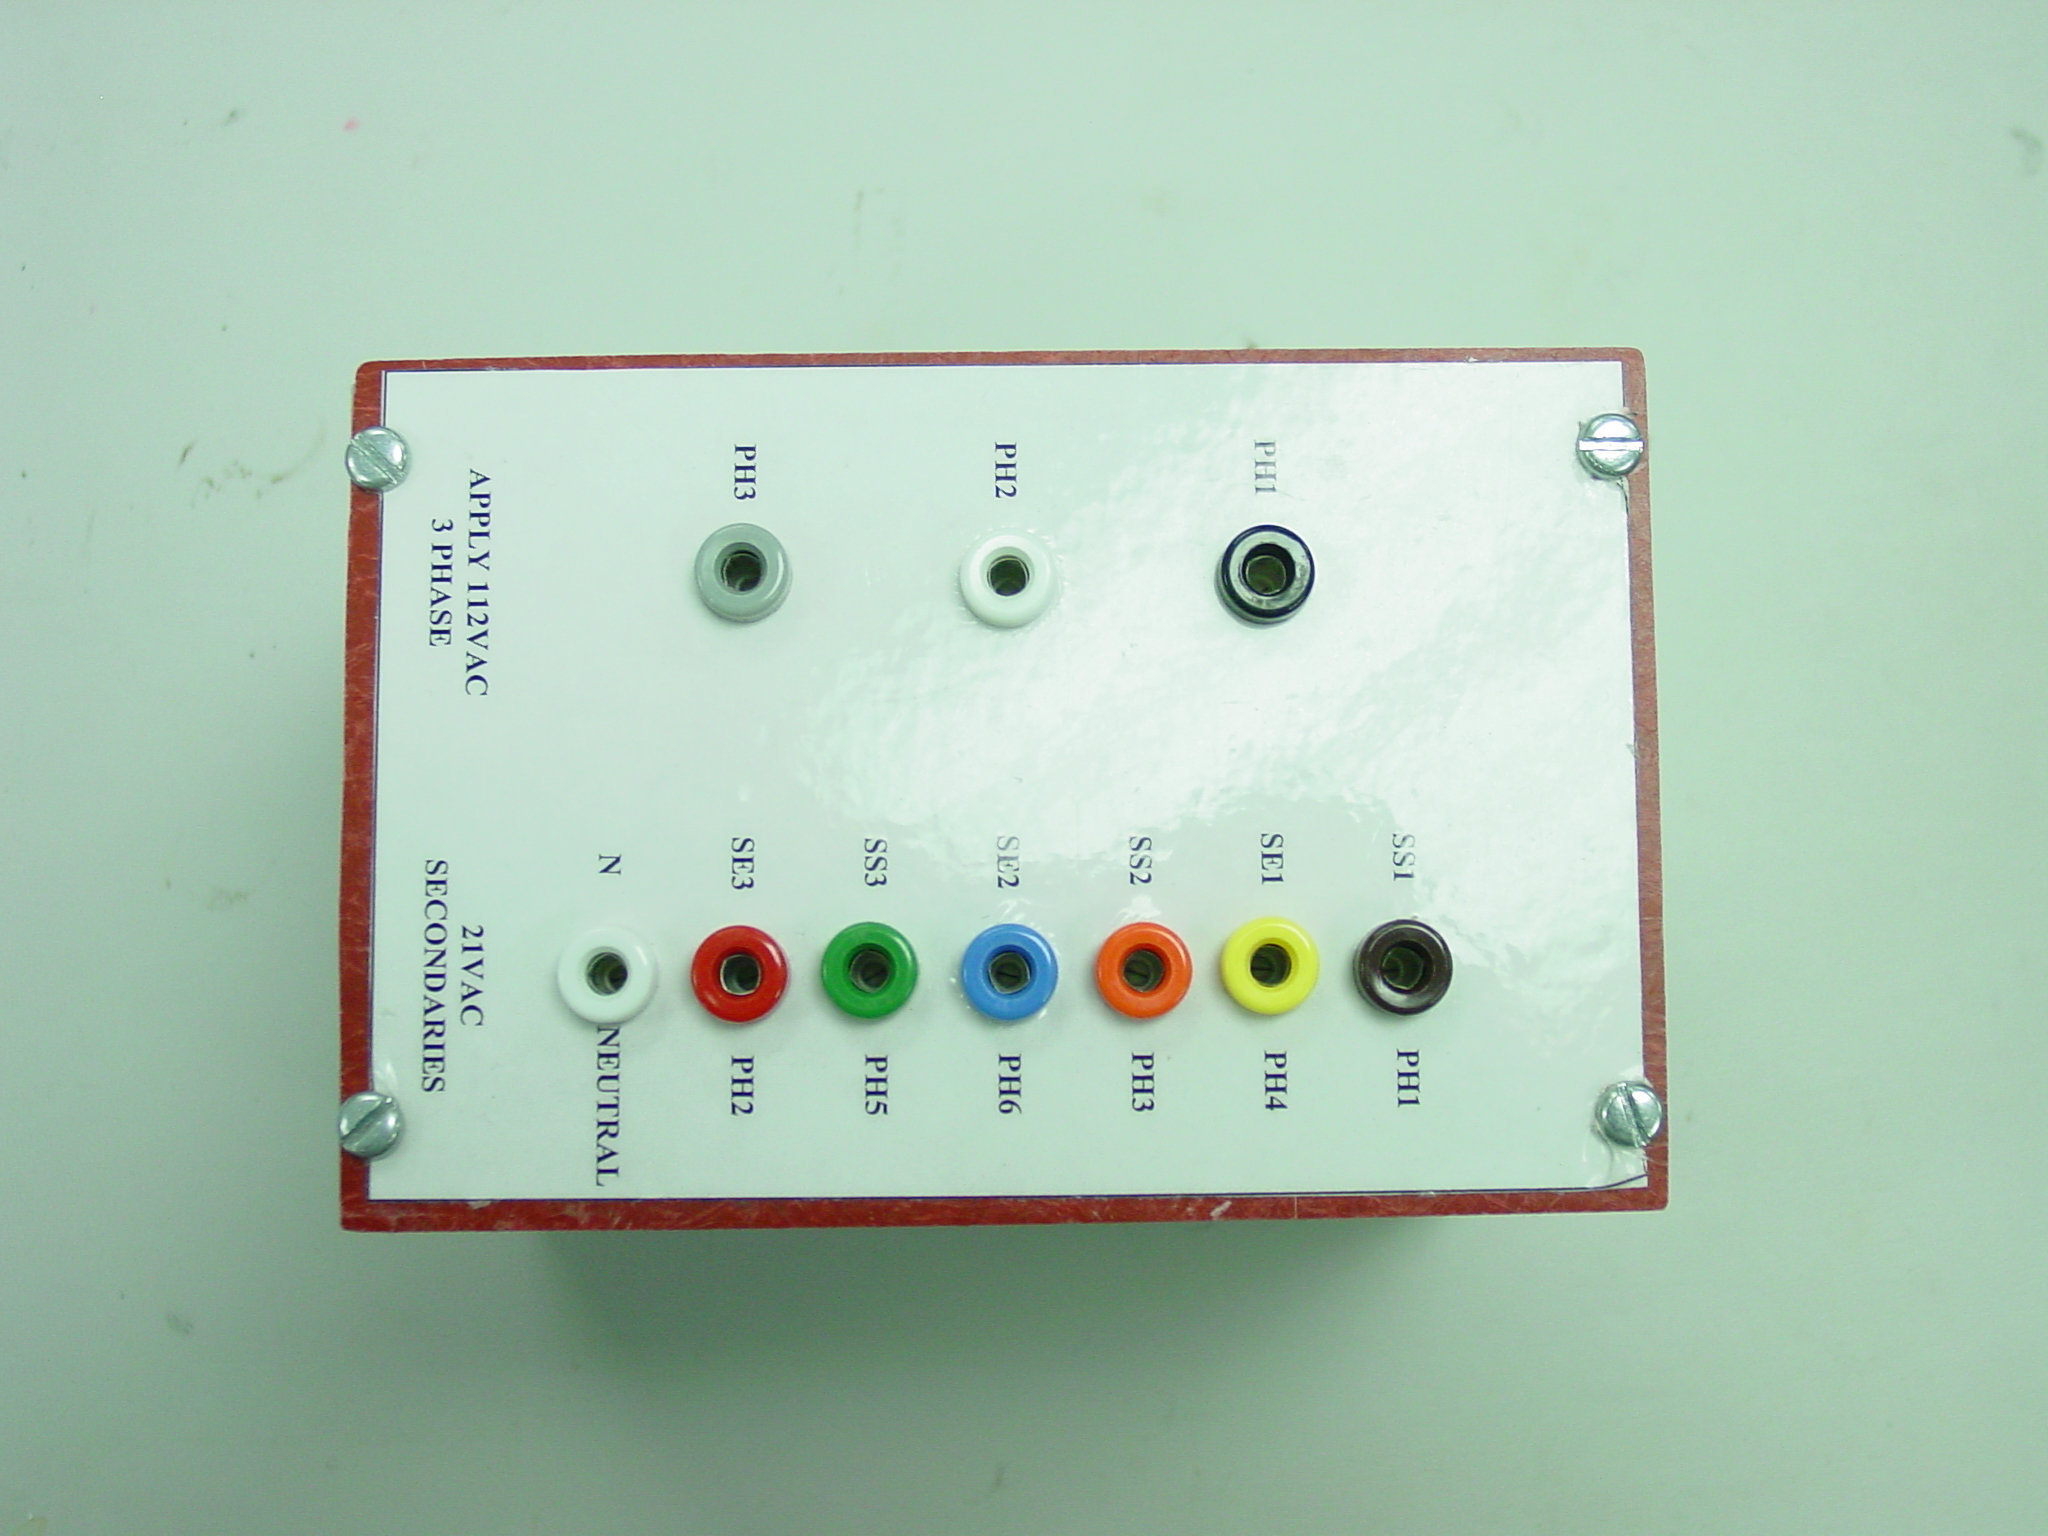 PH1
PH2
PH3
APPLY 112VAC
3 PHASE
SS1
SE1
SS2
SE2
SS3
SE3
N
PH1
PH4
PH3
PH6
PH5
PH2
NEUTRAL
21VAC
SECONDARIES